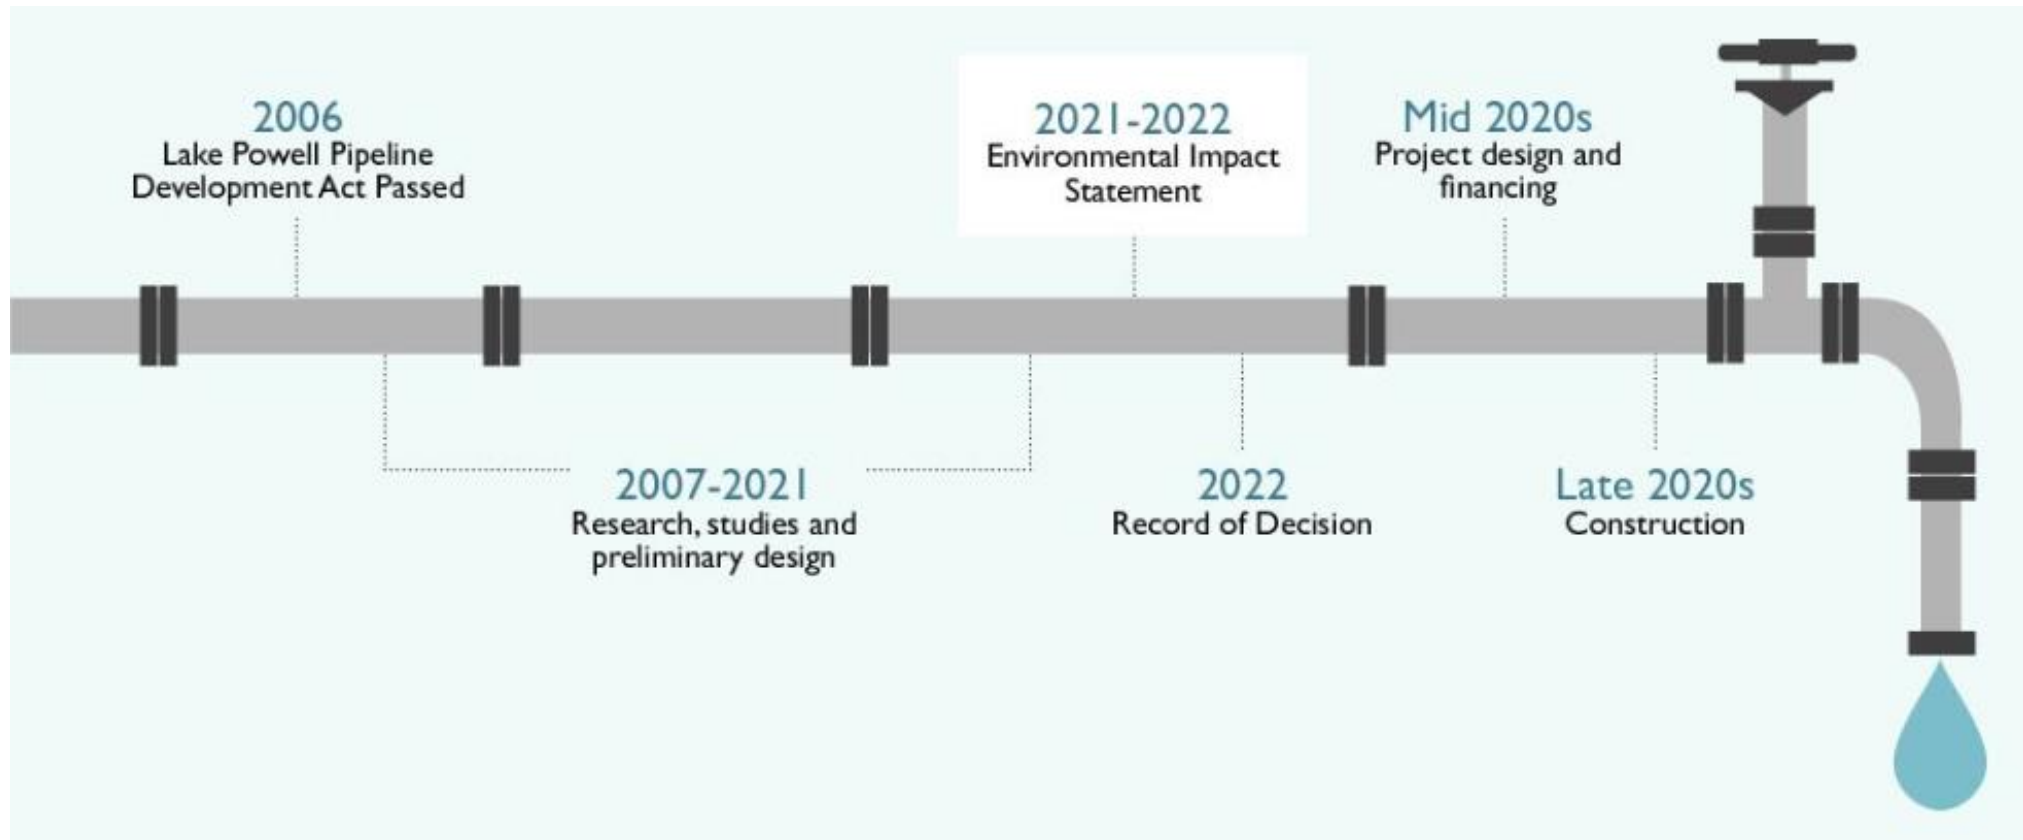 2006
Lake Powell Pipeline
Development Act Passed
2007-2021
Research, studies and
preliminary design
2021-2022
Environmental Impact
Statement
2022
Record of Decision
Mid 2020s
Project design and
financing
Late 2020s
Construction